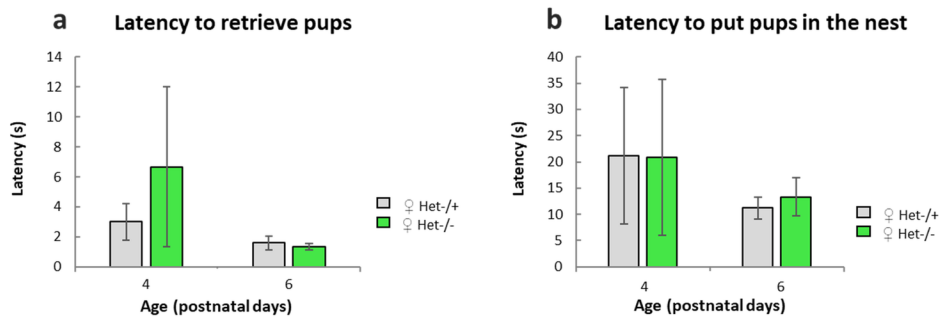 a Latency to retrieve pups
14
12
10
8
6
4
2
0
Latency (s)
4 6
Age (postnatal days)
♀ Het-/+
♀ Het-/-
b Latency to put pups in the nest
40
35
30
25
20
15
10
5
0
Latency (s)
4 6
Age (postnatal days)
♀ Het-/+
♀ Het-/-